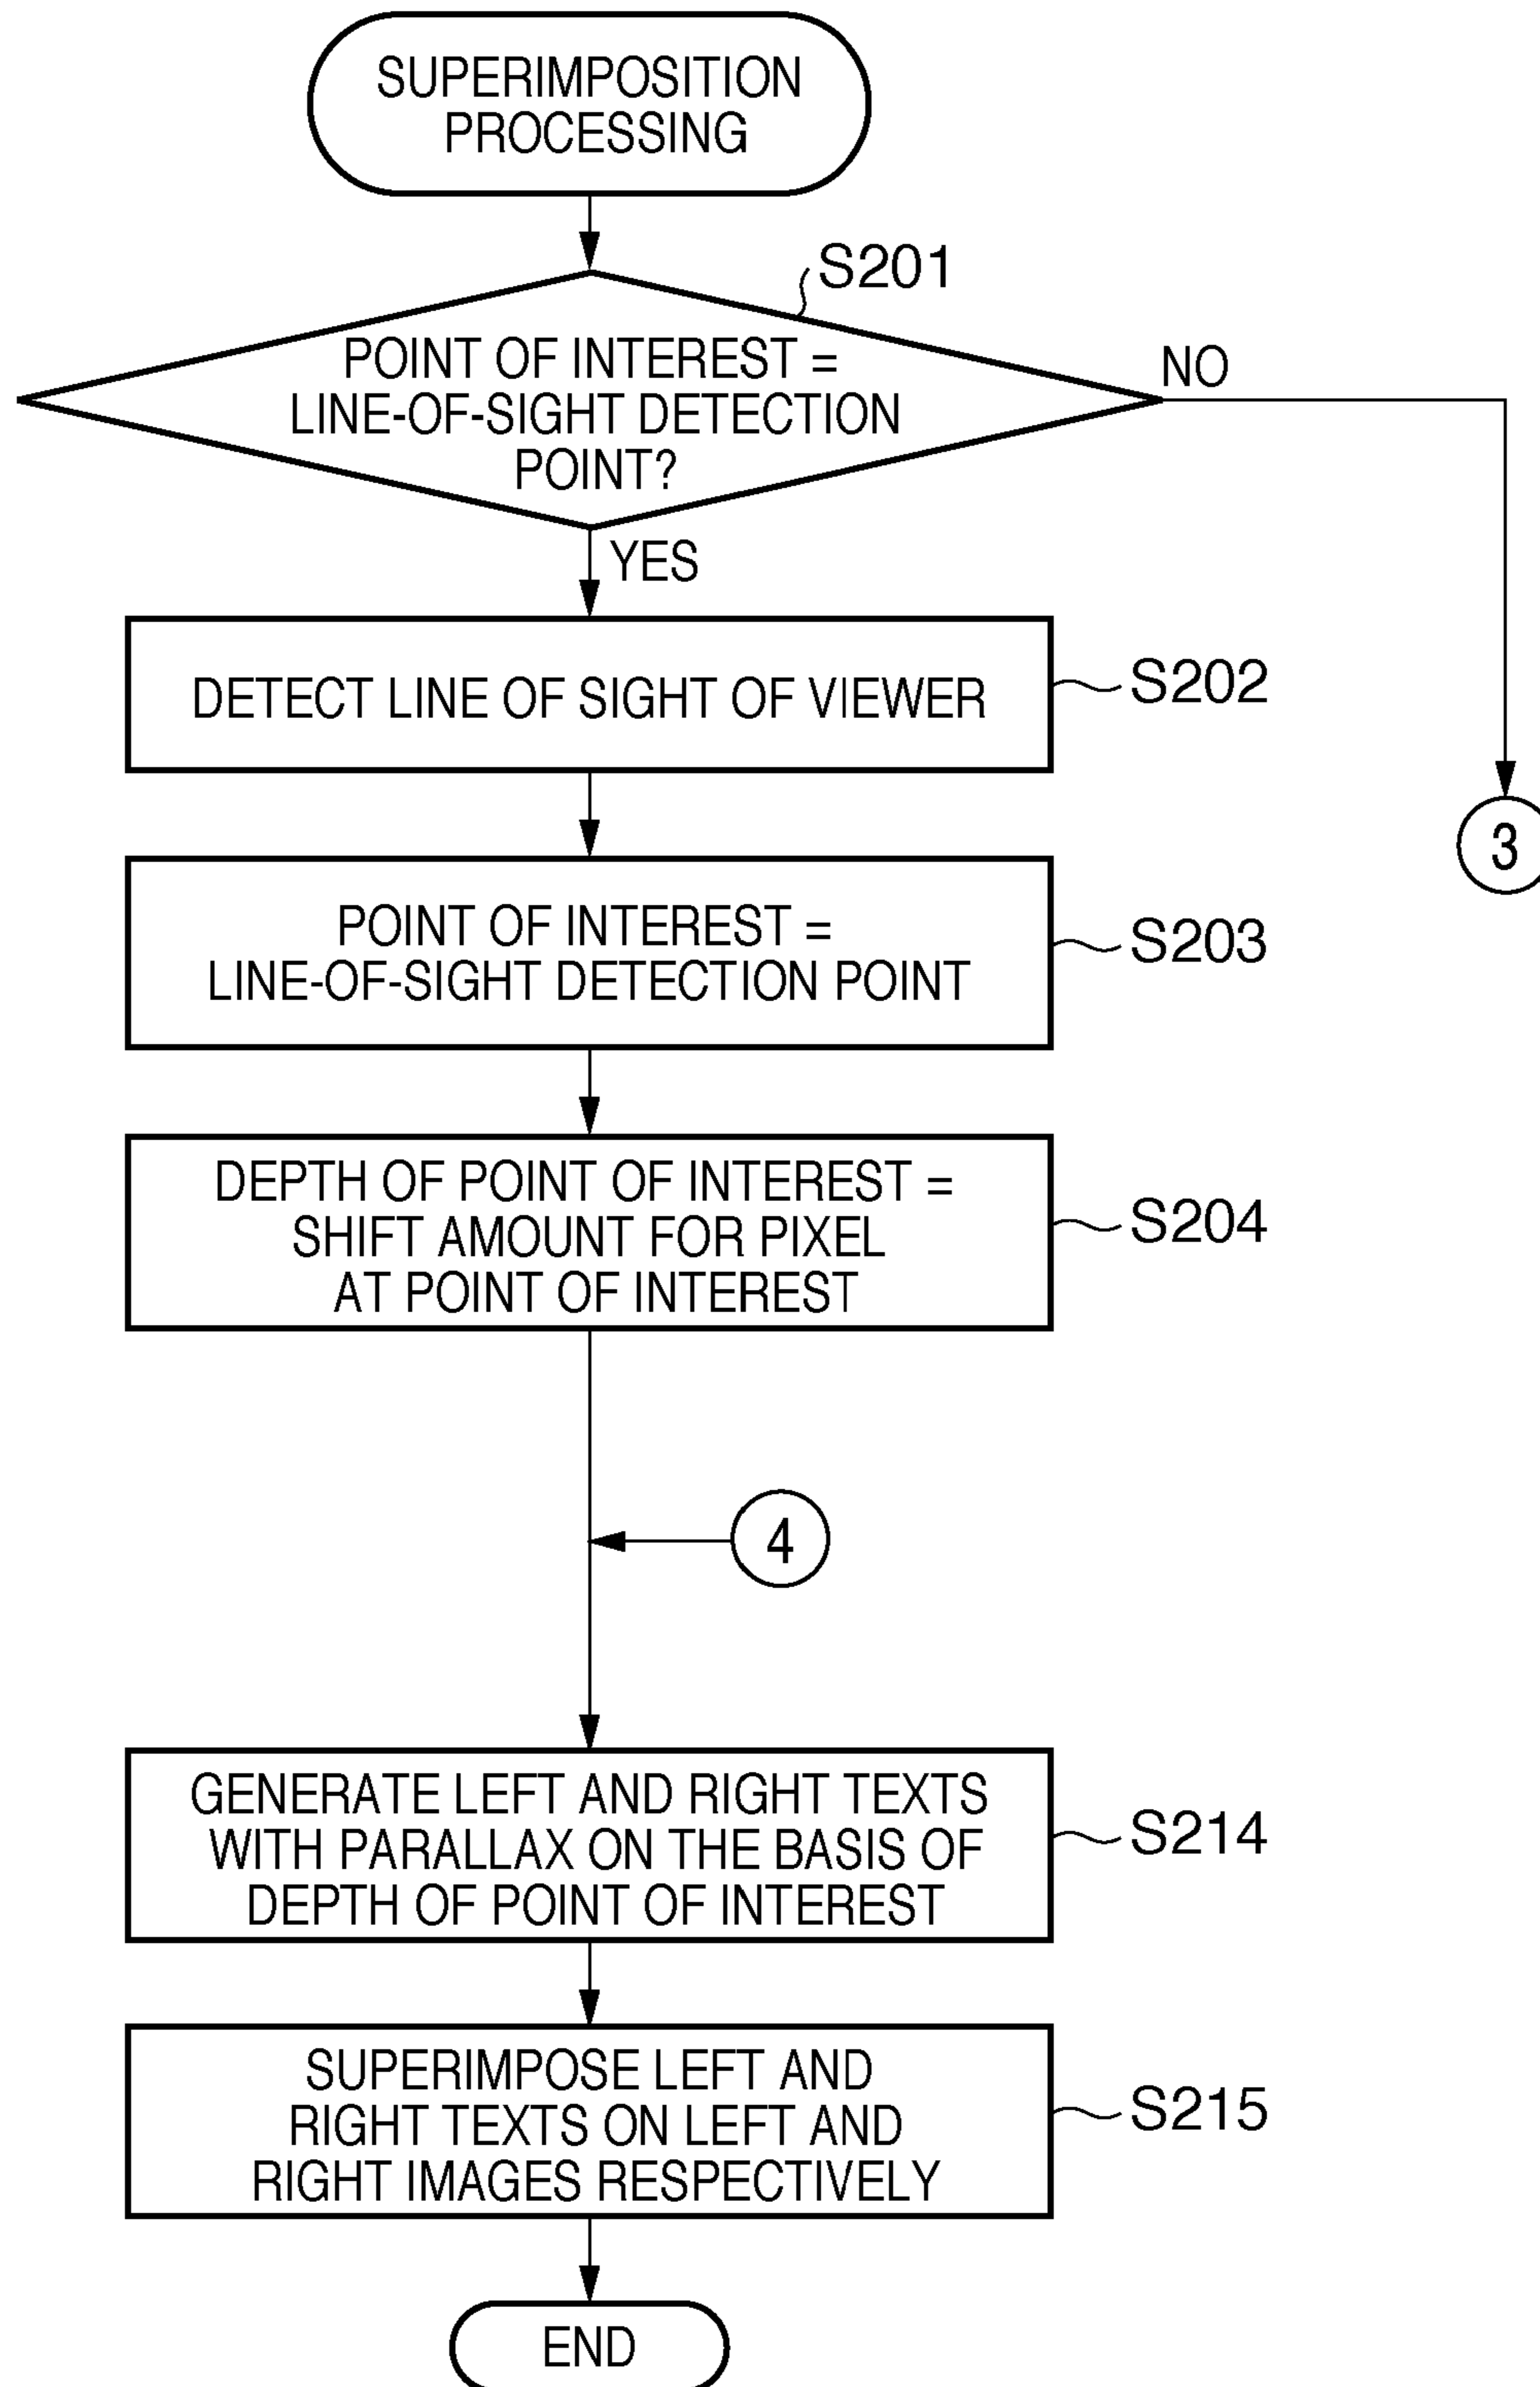 SUPERIMPOSITION
PROCESSING
S201
POINT OF INTEREST =
LINE-OF-SIGHT DETECTION
POINT?
NO
YES
DETECT LINE OF SIGHT OF VIEWER
S202
3
POINT OF INTEREST =
LINE-OF-SIGHT DETECTION POINT
S203
DEPTH OF POINT OF INTEREST =
SHIFT AMOUNT FOR PIXEL
AT POINT OF INTEREST
S204
4
GENERATE LEFT AND RIGHT TEXTS
WITH PARALLAX ON THE BASIS OF
DEPTH OF POINT OF INTEREST
S214
SUPERIMPOSE LEFT AND
RIGHT TEXTS ON LEFT AND
RIGHT IMAGES RESPECTIVELY
S215
END